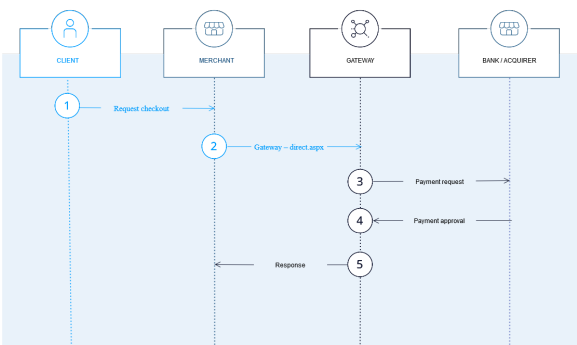 CLIENT
MERCHANT
GATEWAY
BANK / ACQUIRER
1
Request checkout
2
Gateway – direct.aspx
3
Payment request
4
Payment approval
Response
5